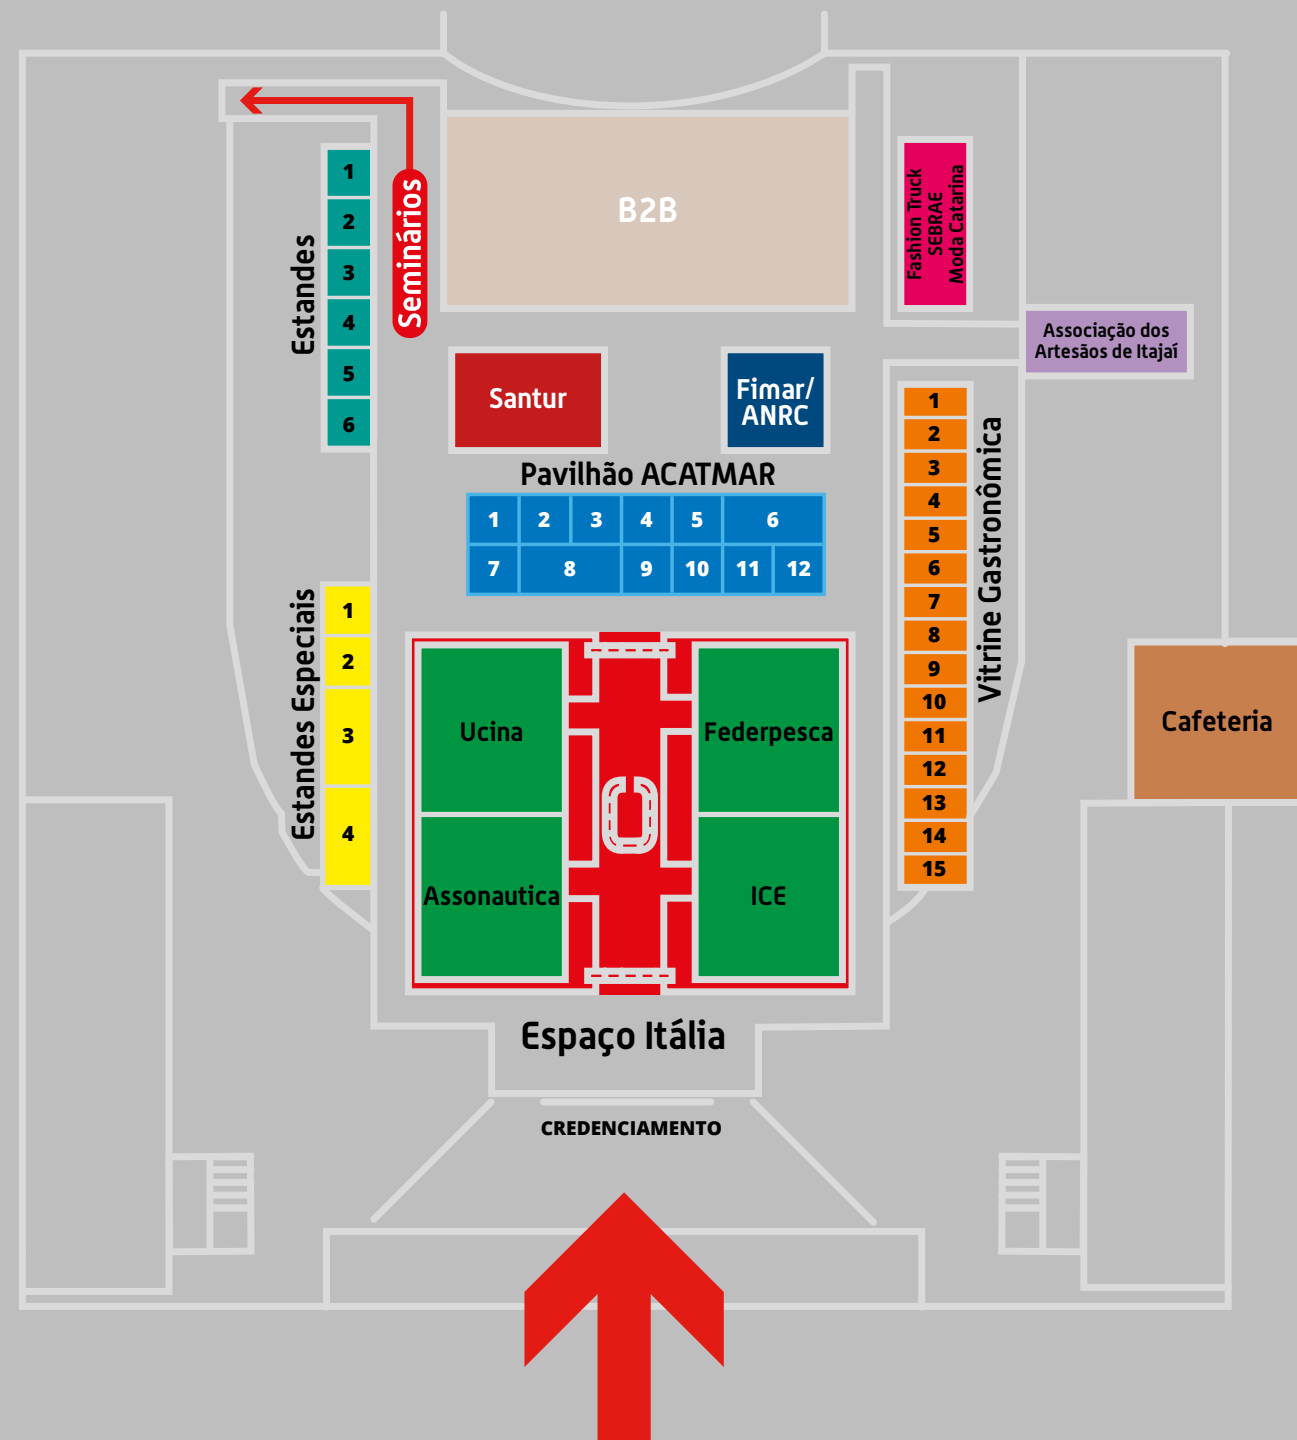 B2B
Fashion Truck
SEBRAE
Moda Catarina
Seminários
Estandes
1
2
3
4
5
6
Associação dos
Artesãos de Itajaí
Santur
Fimar/
ANRC
Pavilhão ACATMAR
1 2 3 4 5 6
7 8 9 10 11 12
Vitrine Gastronômica
1
2
3
4
5
6
7
8
9
10
11
12
13
14
15
Estandes Especiais
1
2
3
4
Ucina
Federpesca
Assonautica
ICE
Cafeteria
Espaço Itália
CREDENCIAMENTO